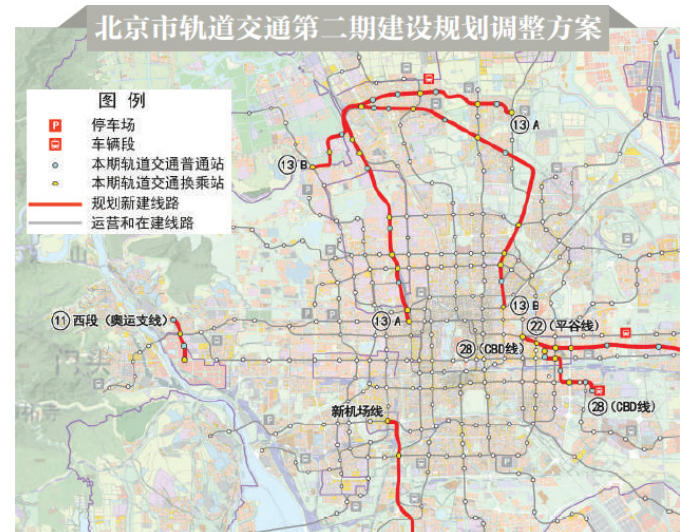 北京市轨道交通第二期建设规划调整方案
图 例
P 停车场
车辆段
本期轨道交通普通站
本期轨道交通换乘站
规划新建线路
运营和在建线路
13 A
13 B
11 西段（奥运支线）
13 A
13 B
22（平谷线）
28（CBD线）
28（CBD线）
新机场线
门头